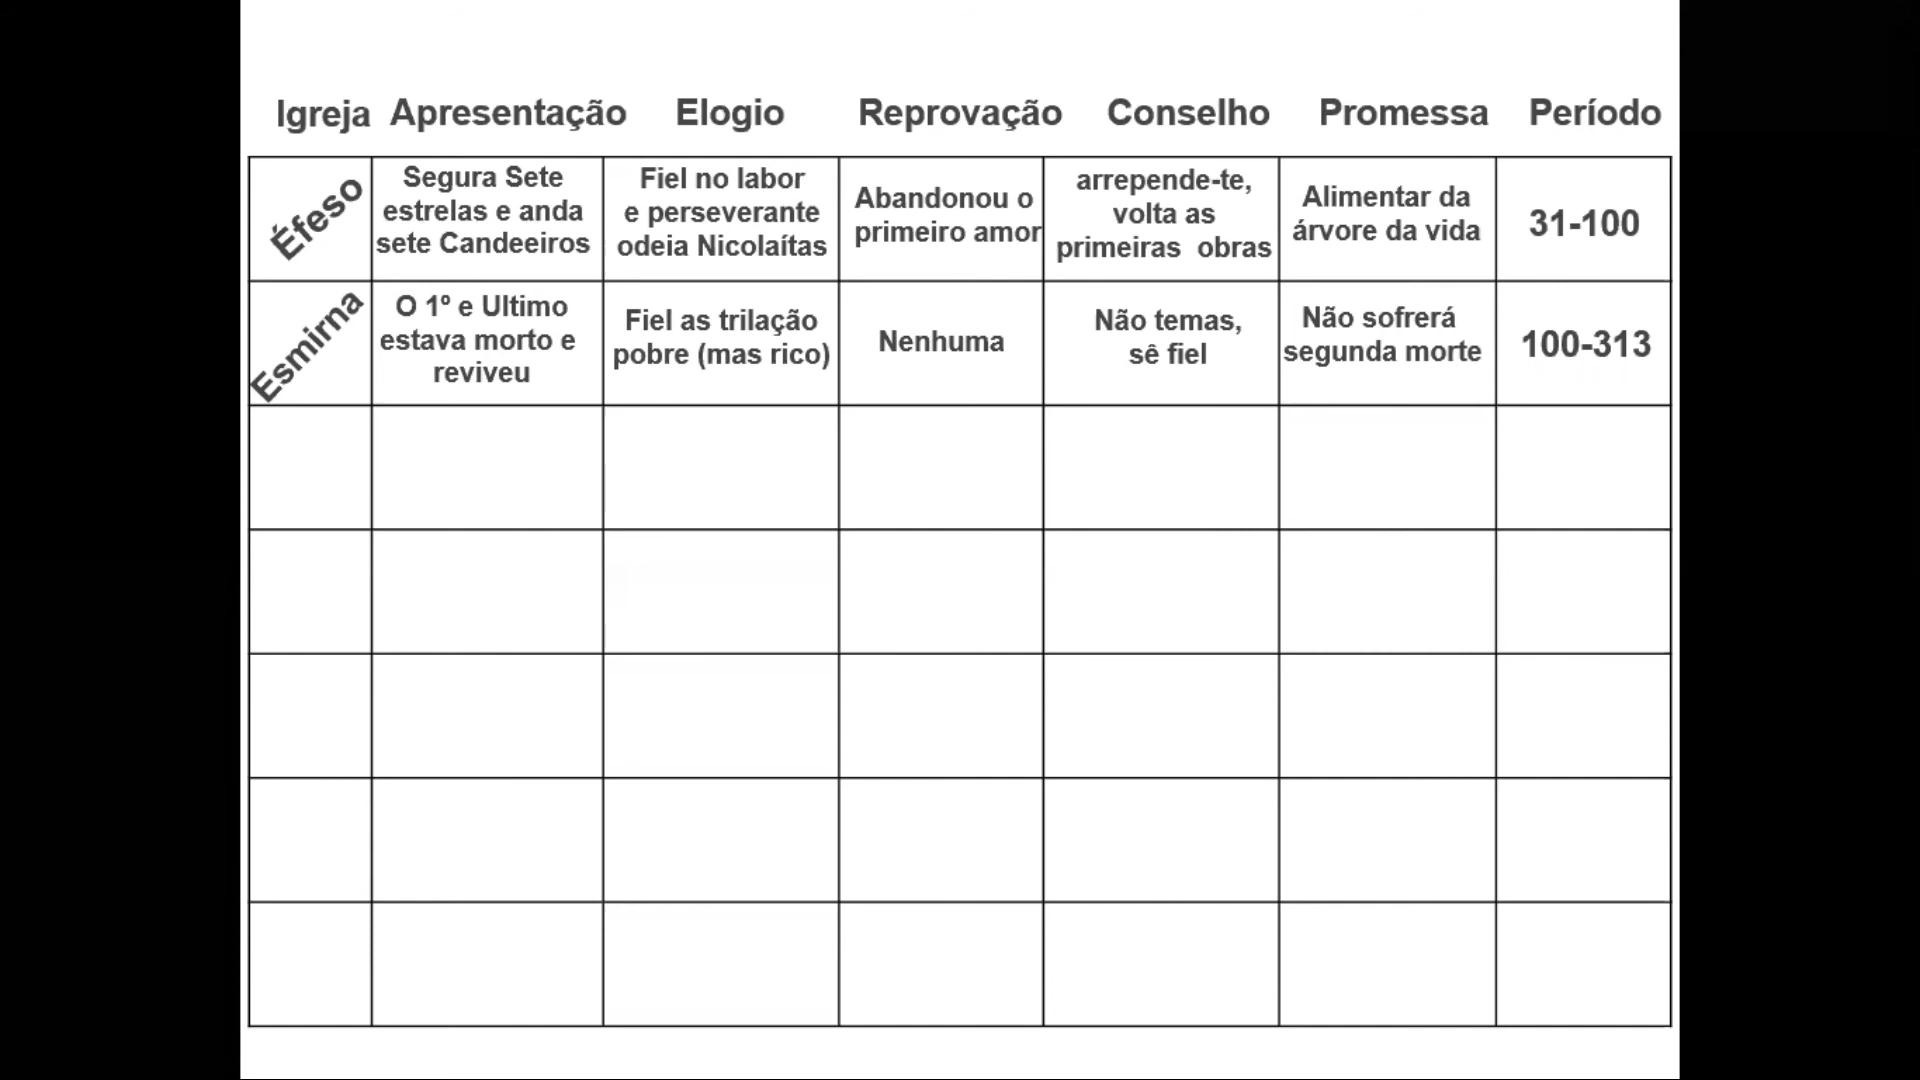 Igreja Apresentação Elogio Reprovação Conselho Promessa Período
Éfeso
Segura Sete
estrelas e anda
sete Candeeiros
Fiel no labor
e perseverante
odeia Nicolaítas
Abandonou o
primeiro amor
arrepende-te,
volta as
primeiras obras
Alimentar da
árvore da vida
31-100
Esmirna
O 1º e Ultimo
estava morto e
reviveu
Fiel as trilação
pobre (mas rico)
Nenhuma
Não temas,
sê fiel
Não sofrerá
segunda morte
100-313